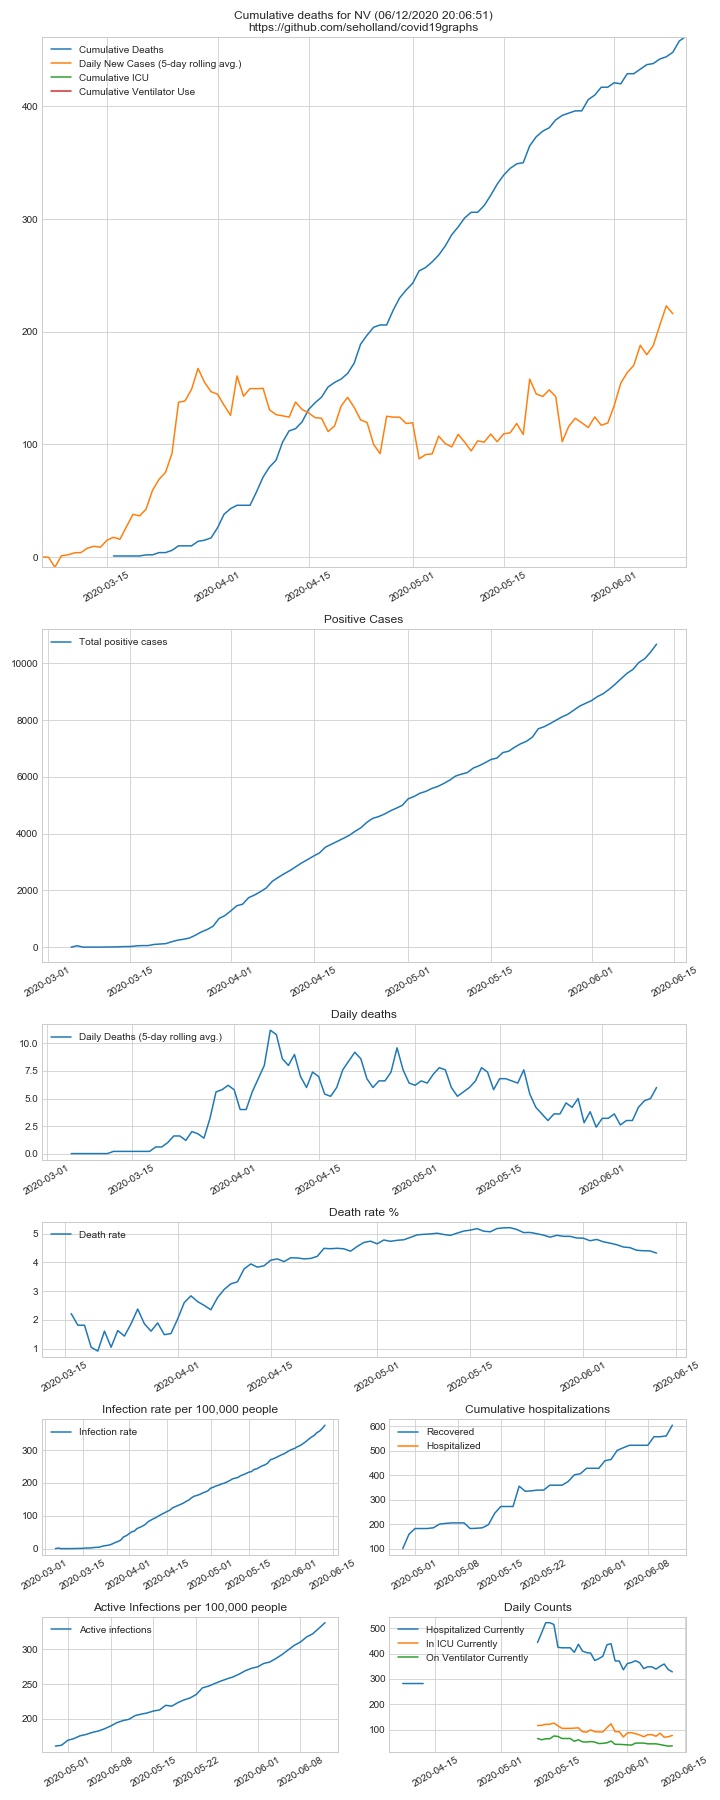 Cumulative deaths for NV (06/12/2020 20:06:51)
https://github.com/seholland/covid19graphs
Cumulative Deaths
Daily New Cases (5-day rolling avg.)
Cumulative ICU
Cumulative Ventilator Use
400
300
200
100
0
2020-03-15 2020-04-01 2020-04-15 2020-05-01 2020-05-15 2020-06-01
Positive Cases
Total positive cases
10000
8000
6000
4000
2000
0
2020-03-01 2020-03-15 2020-04-01 2020-04-15 2020-05-01 2020-05-15 2020-06-01 2020-06-15
Daily deaths
Daily Deaths (5-day rolling avg.)
10.0
7.5
5.0
2.5
0.0
2020-03-01 2020-03-15 2020-04-01 2020-04-15 2020-05-01 2020-05-15 2020-06-01
Death rate %
Death rate
5
4
3
2
1
2020-03-15 2020-04-01 2020-04-15 2020-05-01 2020-05-15 2020-06-01 2020-06-15
Infection rate per 100,000 people
Infection rate
300
200
100
0
2020-03-01 2020-03-15 2020-04-01 2020-04-15 2020-05-01 2020-05-15 2020-06-01 2020-06-15
Cumulative hospitalizations
Recovered
Hospitalized
600
500
400
300
200
100
2020-05-01 2020-05-08 2020-05-15 2020-05-22 2020-06-01 2020-06-08
Active Infections per 100,000 people
Active infections
300
250
200
2020-05-01 2020-05-08 2020-05-15 2020-05-22 2020-06-01 2020-06-08
Daily Counts
Hospitalized Currently
In ICU Currently
On Ventilator Currently
500
400
300
200
100
2020-04-15 2020-05-01 2020-05-15 2020-06-01 2020-06-15